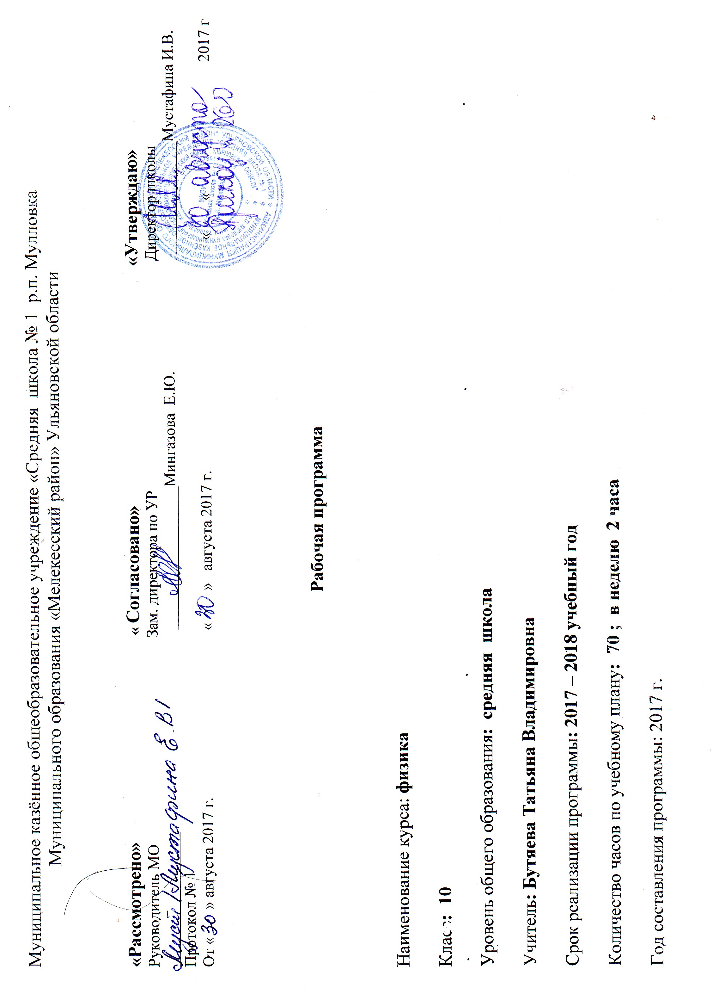 Муниципальное казённое общеобразовательное учреждение «Средняя школа № 1 р.п. Мулловка
Муниципального образования «Мелекесский район» Ульяновской области
«Рассмотрено»
Руководитель МО
Мустафина Е.В.
Протокол № 1
От « 30 » августа 2017 г.
« Согласовано»
Зам. директора по УР
Мингазова Е.Ю.
« 30 » августа 2017 г.
«Утверждаю»
Директор школы
Мустафина И.В.
« 30 « августа 2017 г
Приказ
Рабочая программа
Наименование курса: физика
Класс: 10
Уровень общего образования: средняя школа
Учитель: Бутяева Татьяна Владимировна
Срок реализации программы: 2017 – 2018 учебный год
Количество часов по учебному плану: 70 ; в неделю 2 часа
Год составления программы: 2017 г.